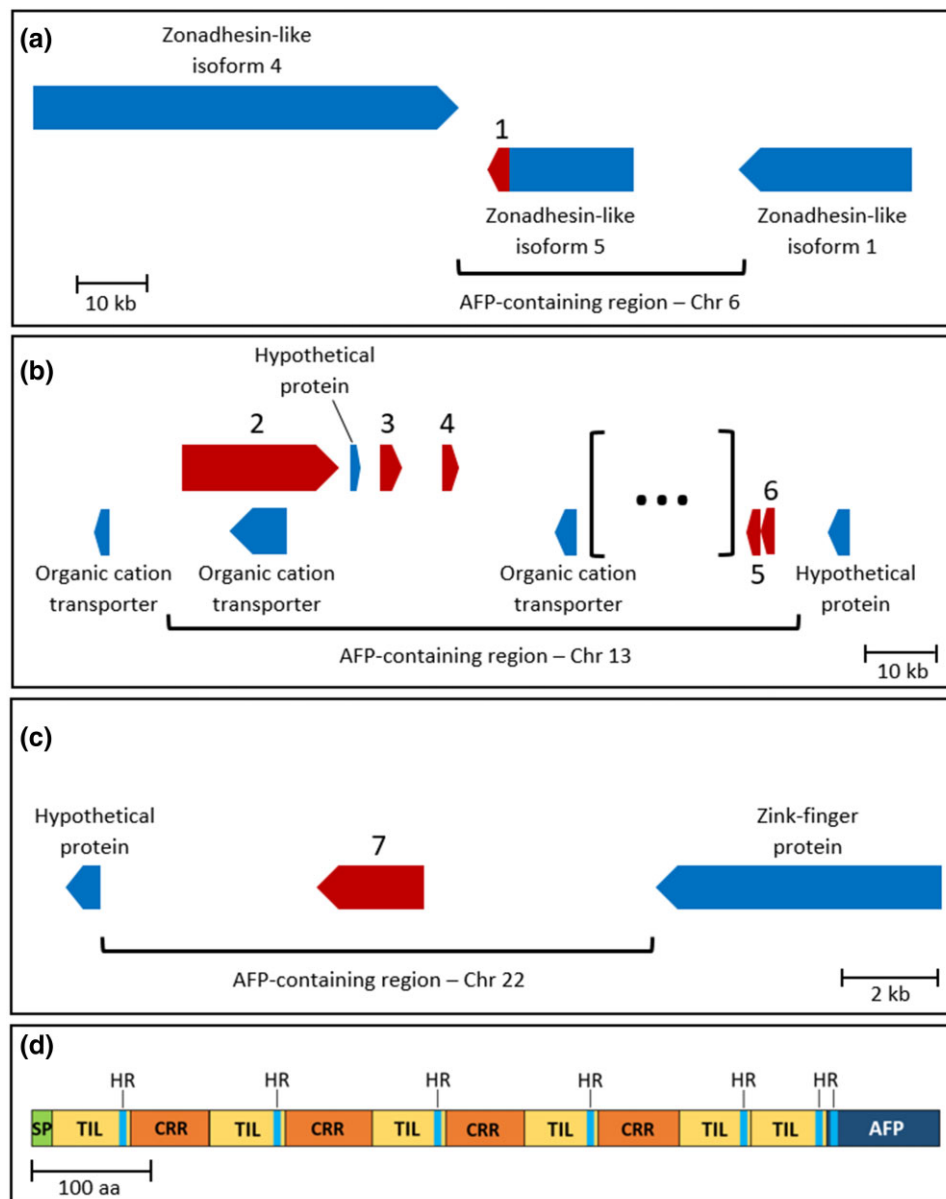 (a)
Zonadhesin-like
isoform 4
1
Zonadhesin-like
isoform 5
Zonadhesin-like
isoform 1
10 kb
AFP-containing region – Chr 6
(b)
Hypothetical
protein
2
3
4
6
5
Organic cation
transporter
Organic cation
transporter
Organic cation
transporter
Hypothetical
protein
[ ... ]
AFP-containing region – Chr 13
10 kb
(c)
Hypothetical
protein
7
Zink-finger
protein
AFP-containing region – Chr 22
2 kb
(d)
HR HR HR HR HR HR
SP TIL CRR TIL CRR TIL CRR TIL CRR TIL TIL AFP
100 aa